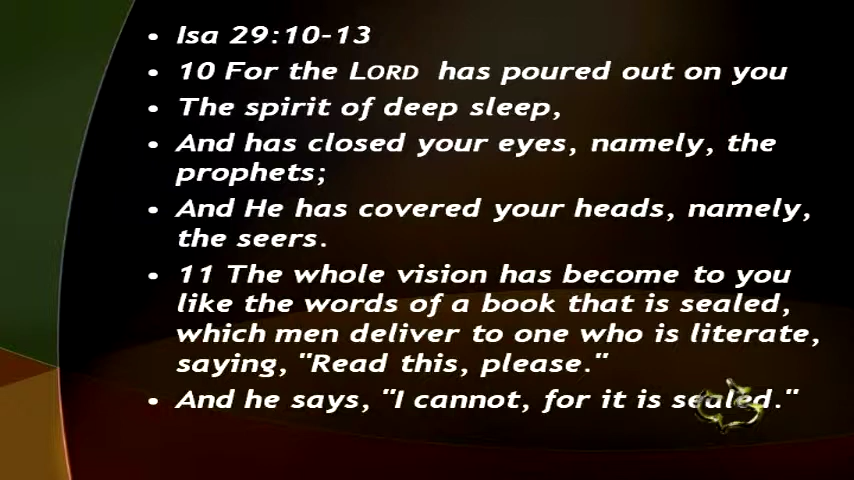 • Isa 29:10-13
• 10 For the LORD has poured out on you
• The spirit of deep sleep,
• And has closed your eyes, namely, the
prophets;
• And He has covered your heads, namely,
the seers.
• 11 The whole vision has become to you
like the words of a book that is sealed,
which men deliver to one who is literate,
saying, "Read this, please."
• And he says, "I cannot, for it is sealed."